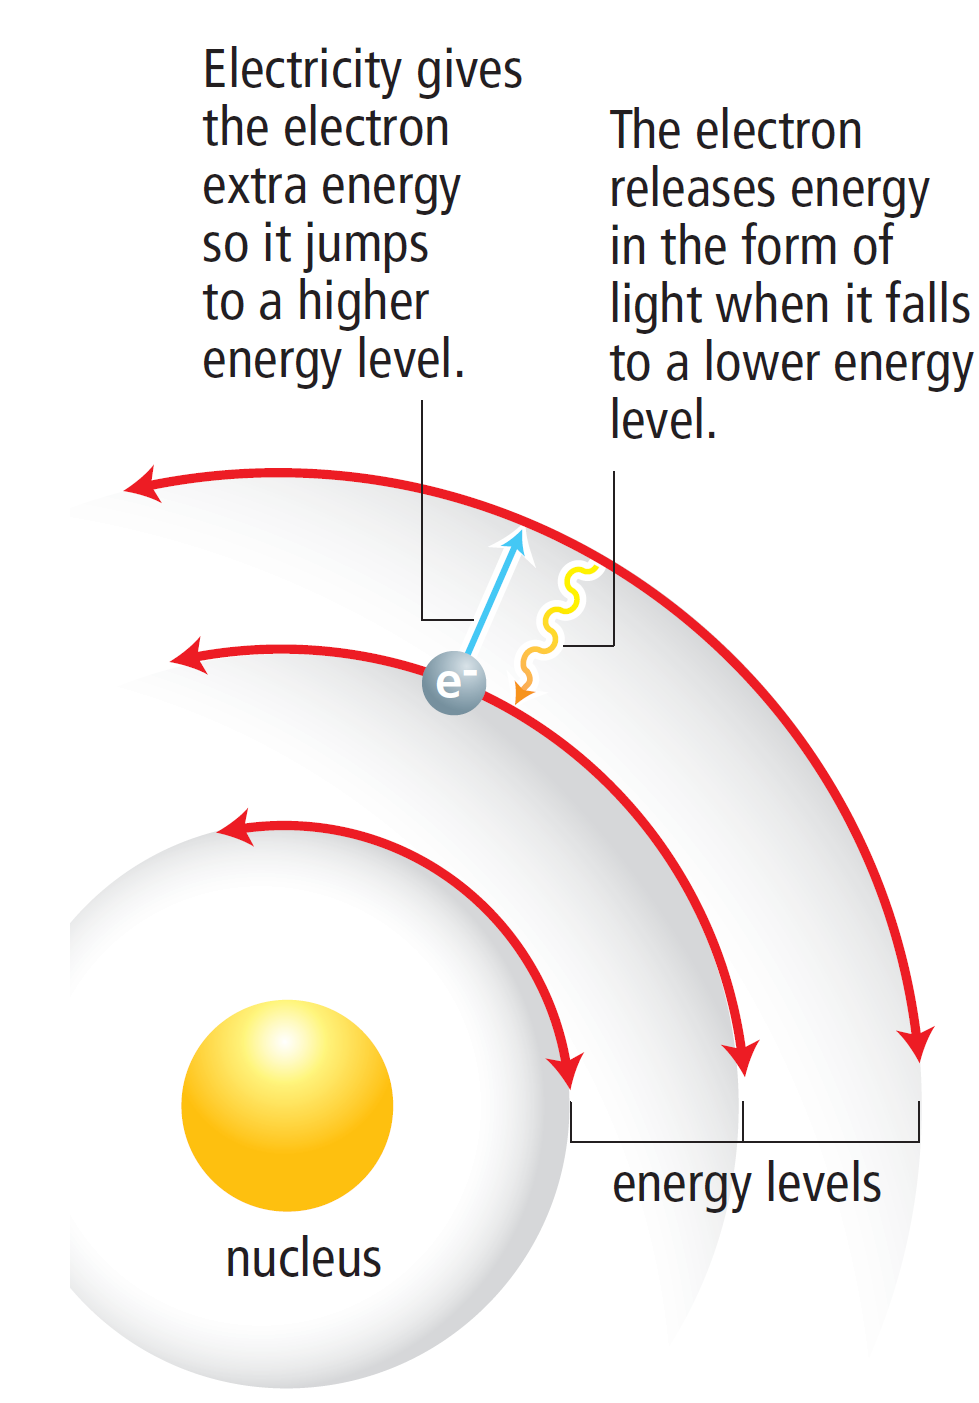 Electricity gives
the electron
extra energy
so it jumps
to a higher
energy level.
The electron
releases energy
in the form of
light when it falls
to a lower energy
level.
e-
energy levels
nucleus